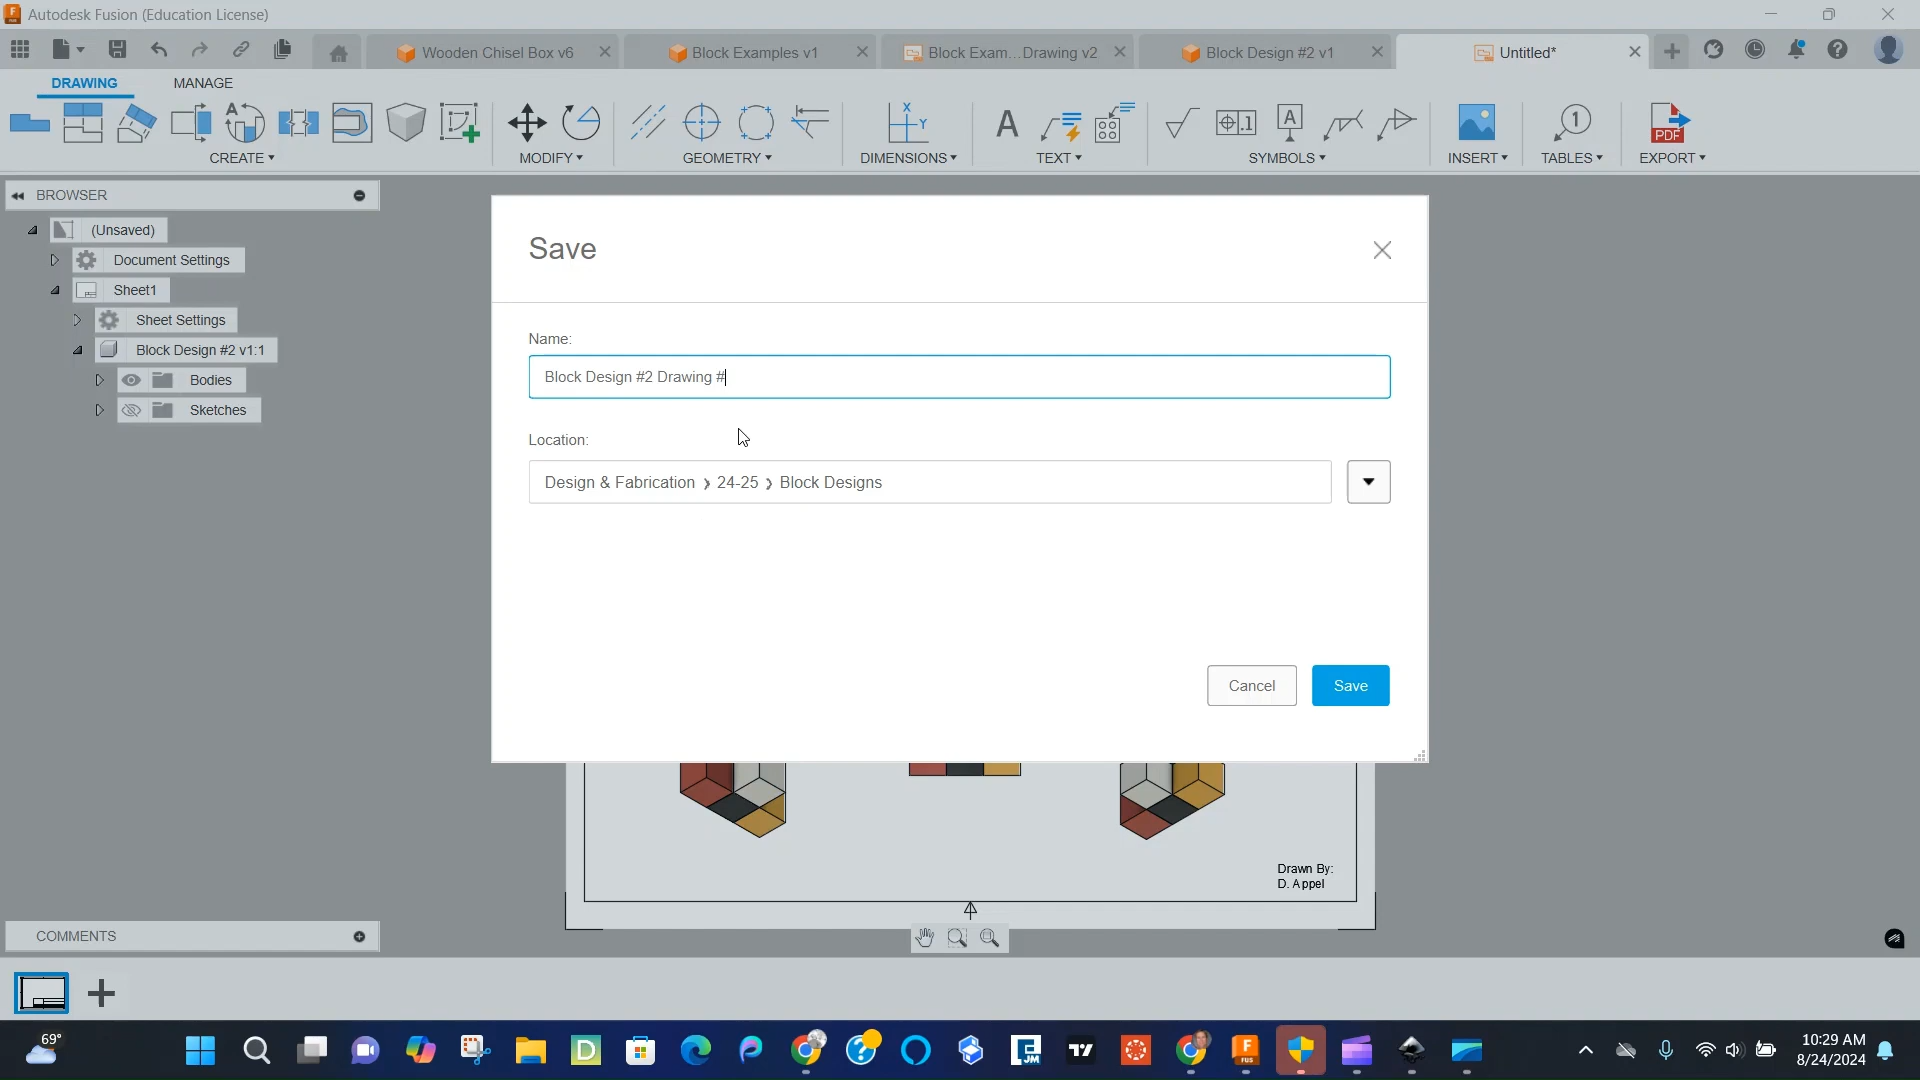 Autodesk Fusion (Education License)
Wooden Chisel Box v6
Block Examples v1
Block Exam...Drawing v2
Block Design #2 v1
Untitled*
DRAWING
MANAGE
CREATE
MODIFY
GEOMETRY
DIMENSIONS
TEXT
SYMBOLS
INSERT
TABLES
EXPORT
BROWSER
(Unsaved)
Document Settings
Sheet1
Sheet Settings
Block Design #2 v1:1
Bodies
Sketches
Save
Name:
Block Design #2 Drawing #
Location:
Design & Fabrication › 24-25 › Block Designs
Cancel
Save
Drawn By:
D. Appel
COMMENTS
69°
10:29 AM
8/24/2024